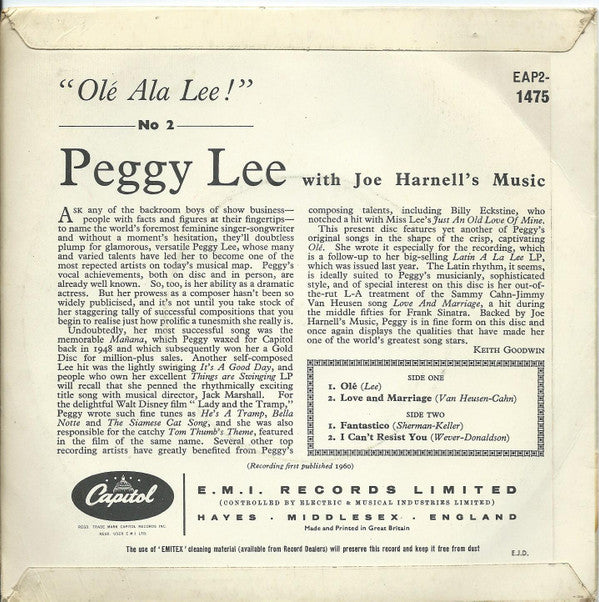 "Olé Ala Lee!"
EAP2-
1475
No 2
Peggy Lee with Joe Harnell's Music
Ask any of the backroom boys of show business—
people with facts and figures at their fingertips—
to name the world's foremost feminine singer-songwriter
and without a moment's hesitation, they'll doubtless
plump for glamorous, versatile Peggy Lee, whose many
and varied talents have led her to become one of the
most repected artists on today's musical map. Peggy's
vocal achievements, both on disc and in person, are
already well known. So, too, is her ability as a dramatic
actress. But her prowess as a composer hasn't been so
widely publicised, and it's not until you take stock of
her staggering tally of successful compositions that you
begin to realise just how prolific a tunesmith she really is.
Undoubtedly, her most successful song was the
memorable Mañana, which Peggy waxed for Capitol
back in 1948 and which subsequently won her a Gold
Disc for million-plus sales. Another self-composed
Lee hit was the lightly swinging It's A Good Day, and
people who own her excellent Things are Swinging LP
will recall that she penned the rhythmically exciting
title song with musical director, Jack Marshall. For
the delightful Walt Disney film "Lady and the Tramp,"
Peggy wrote such fine tunes as He's A Tramp, Bella
Notte and The Siamese Cat Song, and she was also
responsible for the catchy Tom Thumb's Theme, featured
in the film of the same name. Several other top
recording artists have greatly benefited from Peggy's
composing talents, including Billy Eckstine, who
notched a hit with Miss Lee's Just An Old Love Of Mine.
This present disc features yet another of Peggy's
original songs in the shape of the crisp, captivating
Olé. She wrote it especially for the recording, which
is a follow-up to her big-selling Latin A La Lee LP,
which was issued last year. The Latin rhythm, it seems,
is ideally suited to Peggy's musicianly, sophisticated
style, and of special interest on this disc is her out-of-
the-rut L-A treatment of the Sammy Cahn-Jimmy
Van Heusen song Love And Marriage, a hit during
the middle fifties for Frank Sinatra. Backed by Joe
Harnell's Music, Peggy is in fine form on this disc and
once again displays the qualities that have made her
one of the world's greatest song stars.
Keith Goodwin
SIDE ONE
1. Olé (Lee)
2. Love and Marriage (Van Heusen-Cahn)
SIDE TWO
1. Fantastico (Sherman-Keller)
2. I Can't Resist You (Wever-Donaldson)
(Recording first published 1960)
Capitol
REGD. TRADE MARK CAPITOL RECORDS INC.
REGD. USER E M I LTD.
E.M.I. RECORDS LIMITED
(CONTROLLED BY ELECTRIC & MUSICAL INDUSTRIES LIMITED)
HAYES · MIDDLESEX · ENGLAND
Made and Printed in Great Britain
The use of 'EMITEX' cleaning material (available from Record Dealers) will preserve this record and keep it free from dust
E.J.D.